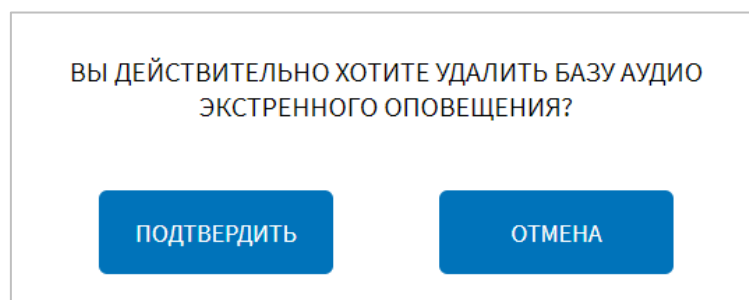 ВЫ ДЕЙСТВИТЕЛЬНО ХОТИТЕ УДАЛИТЬ БАЗУ АУДИО
ЭКСТРЕННОГО ОПОВЕЩЕНИЯ?
ПОДТВЕРДИТЬ
ОТМЕНА